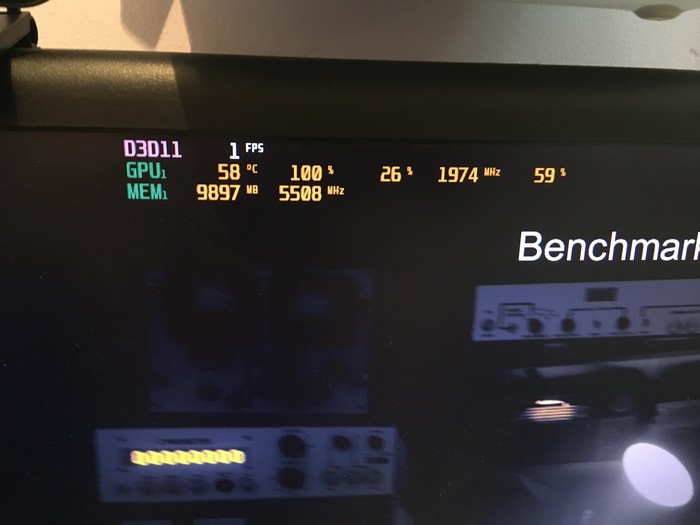 D3D11 1 FPS
GPU1 58 °C 100 % 26 % 1974 MHz 59 %
MEM1 9897 MB 5508 MHz
Benchmark